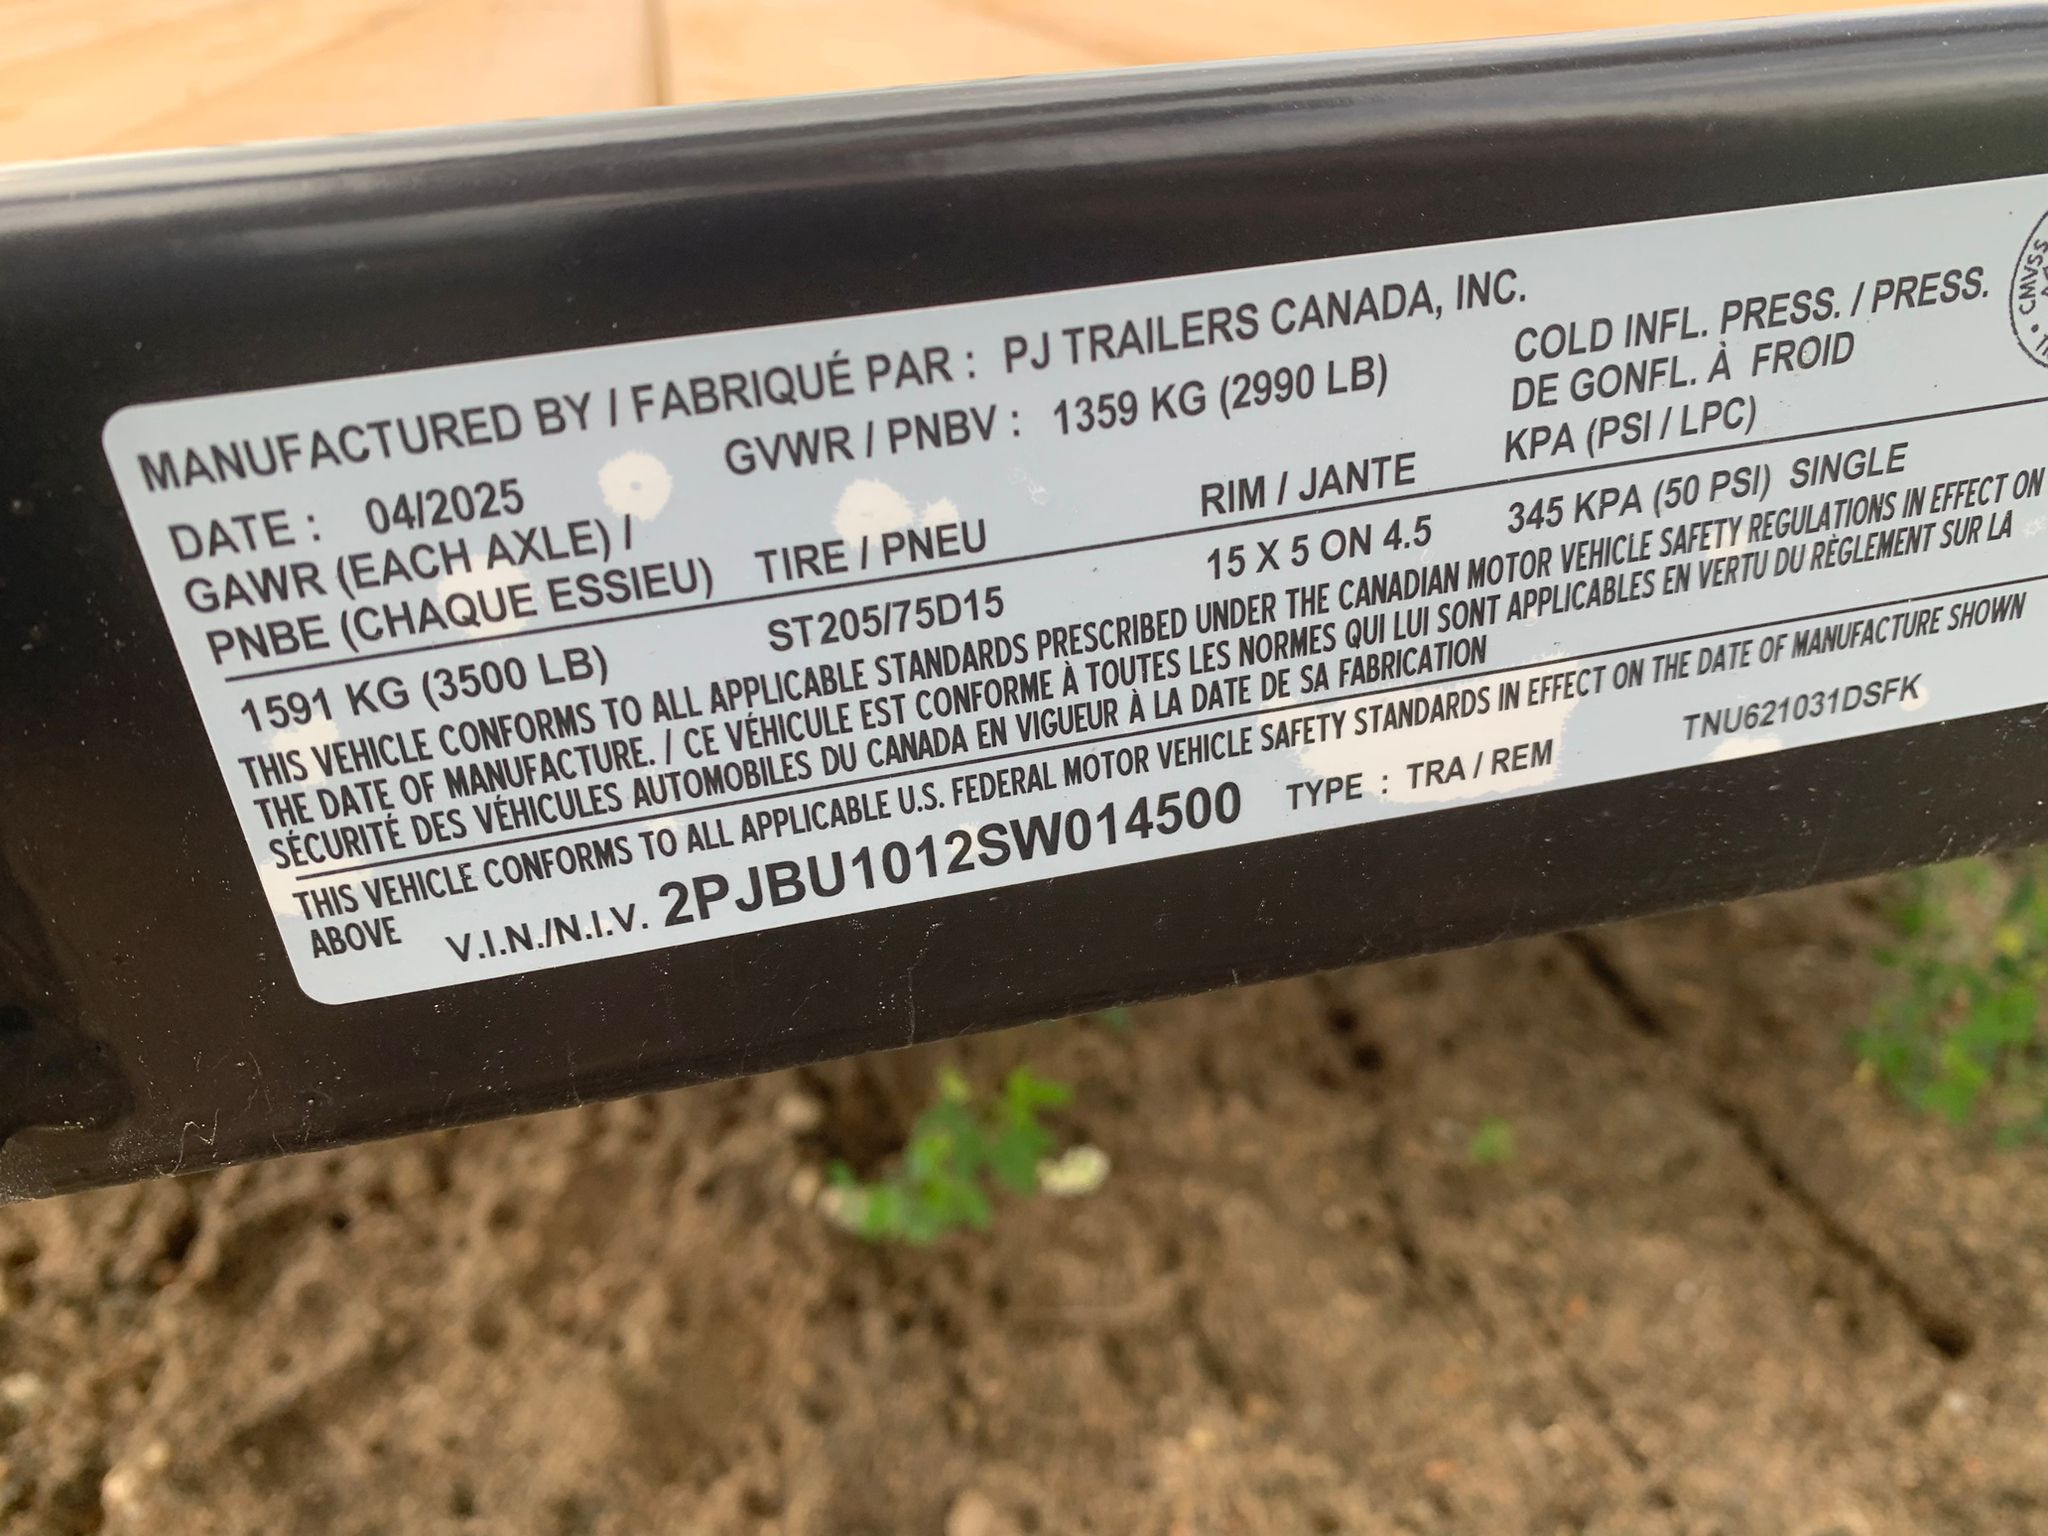 MANUFACTURED BY / FABRIQUÉ PAR : PJ TRAILERS CANADA, INC.
DATE : 04/2025
GVWR / PNBV : 1359 KG (2990 LB)
COLD INFL. PRESS. / PRESS.
DE GONFL. À FROID
KPA (PSI / LPC)
GAWR (EACH AXLE) /
PNBE (CHAQUE ESSIEU)
TIRE / PNEU
RIM / JANTE
1591 KG (3500 LB)
ST205/75D15
15 X 5 ON 4.5
345 KPA (50 PSI) SINGLE
THIS VEHICLE CONFORMS TO ALL APPLICABLE STANDARDS PRESCRIBED UNDER THE CANADIAN MOTOR VEHICLE SAFETY REGULATIONS IN EFFECT ON
THE DATE OF MANUFACTURE. / CE VÉHICULE EST CONFORME À TOUTES LES NORMES QUI LUI SONT APPLICABLES EN VERTU DU RÈGLEMENT SUR LA
SÉCURITÉ DES VÉHICULES AUTOMOBILES DU CANADA EN VIGUEUR À LA DATE DE SA FABRICATION
THIS VEHICLE CONFORMS TO ALL APPLICABLE U.S. FEDERAL MOTOR VEHICLE SAFETY STANDARDS IN EFFECT ON THE DATE OF MANUFACTURE SHOWN
ABOVE
V.I.N./N.I.V. 2PJBU1012SW014500
TYPE : TRA / REM
TNU621031DSFK
CMVSS